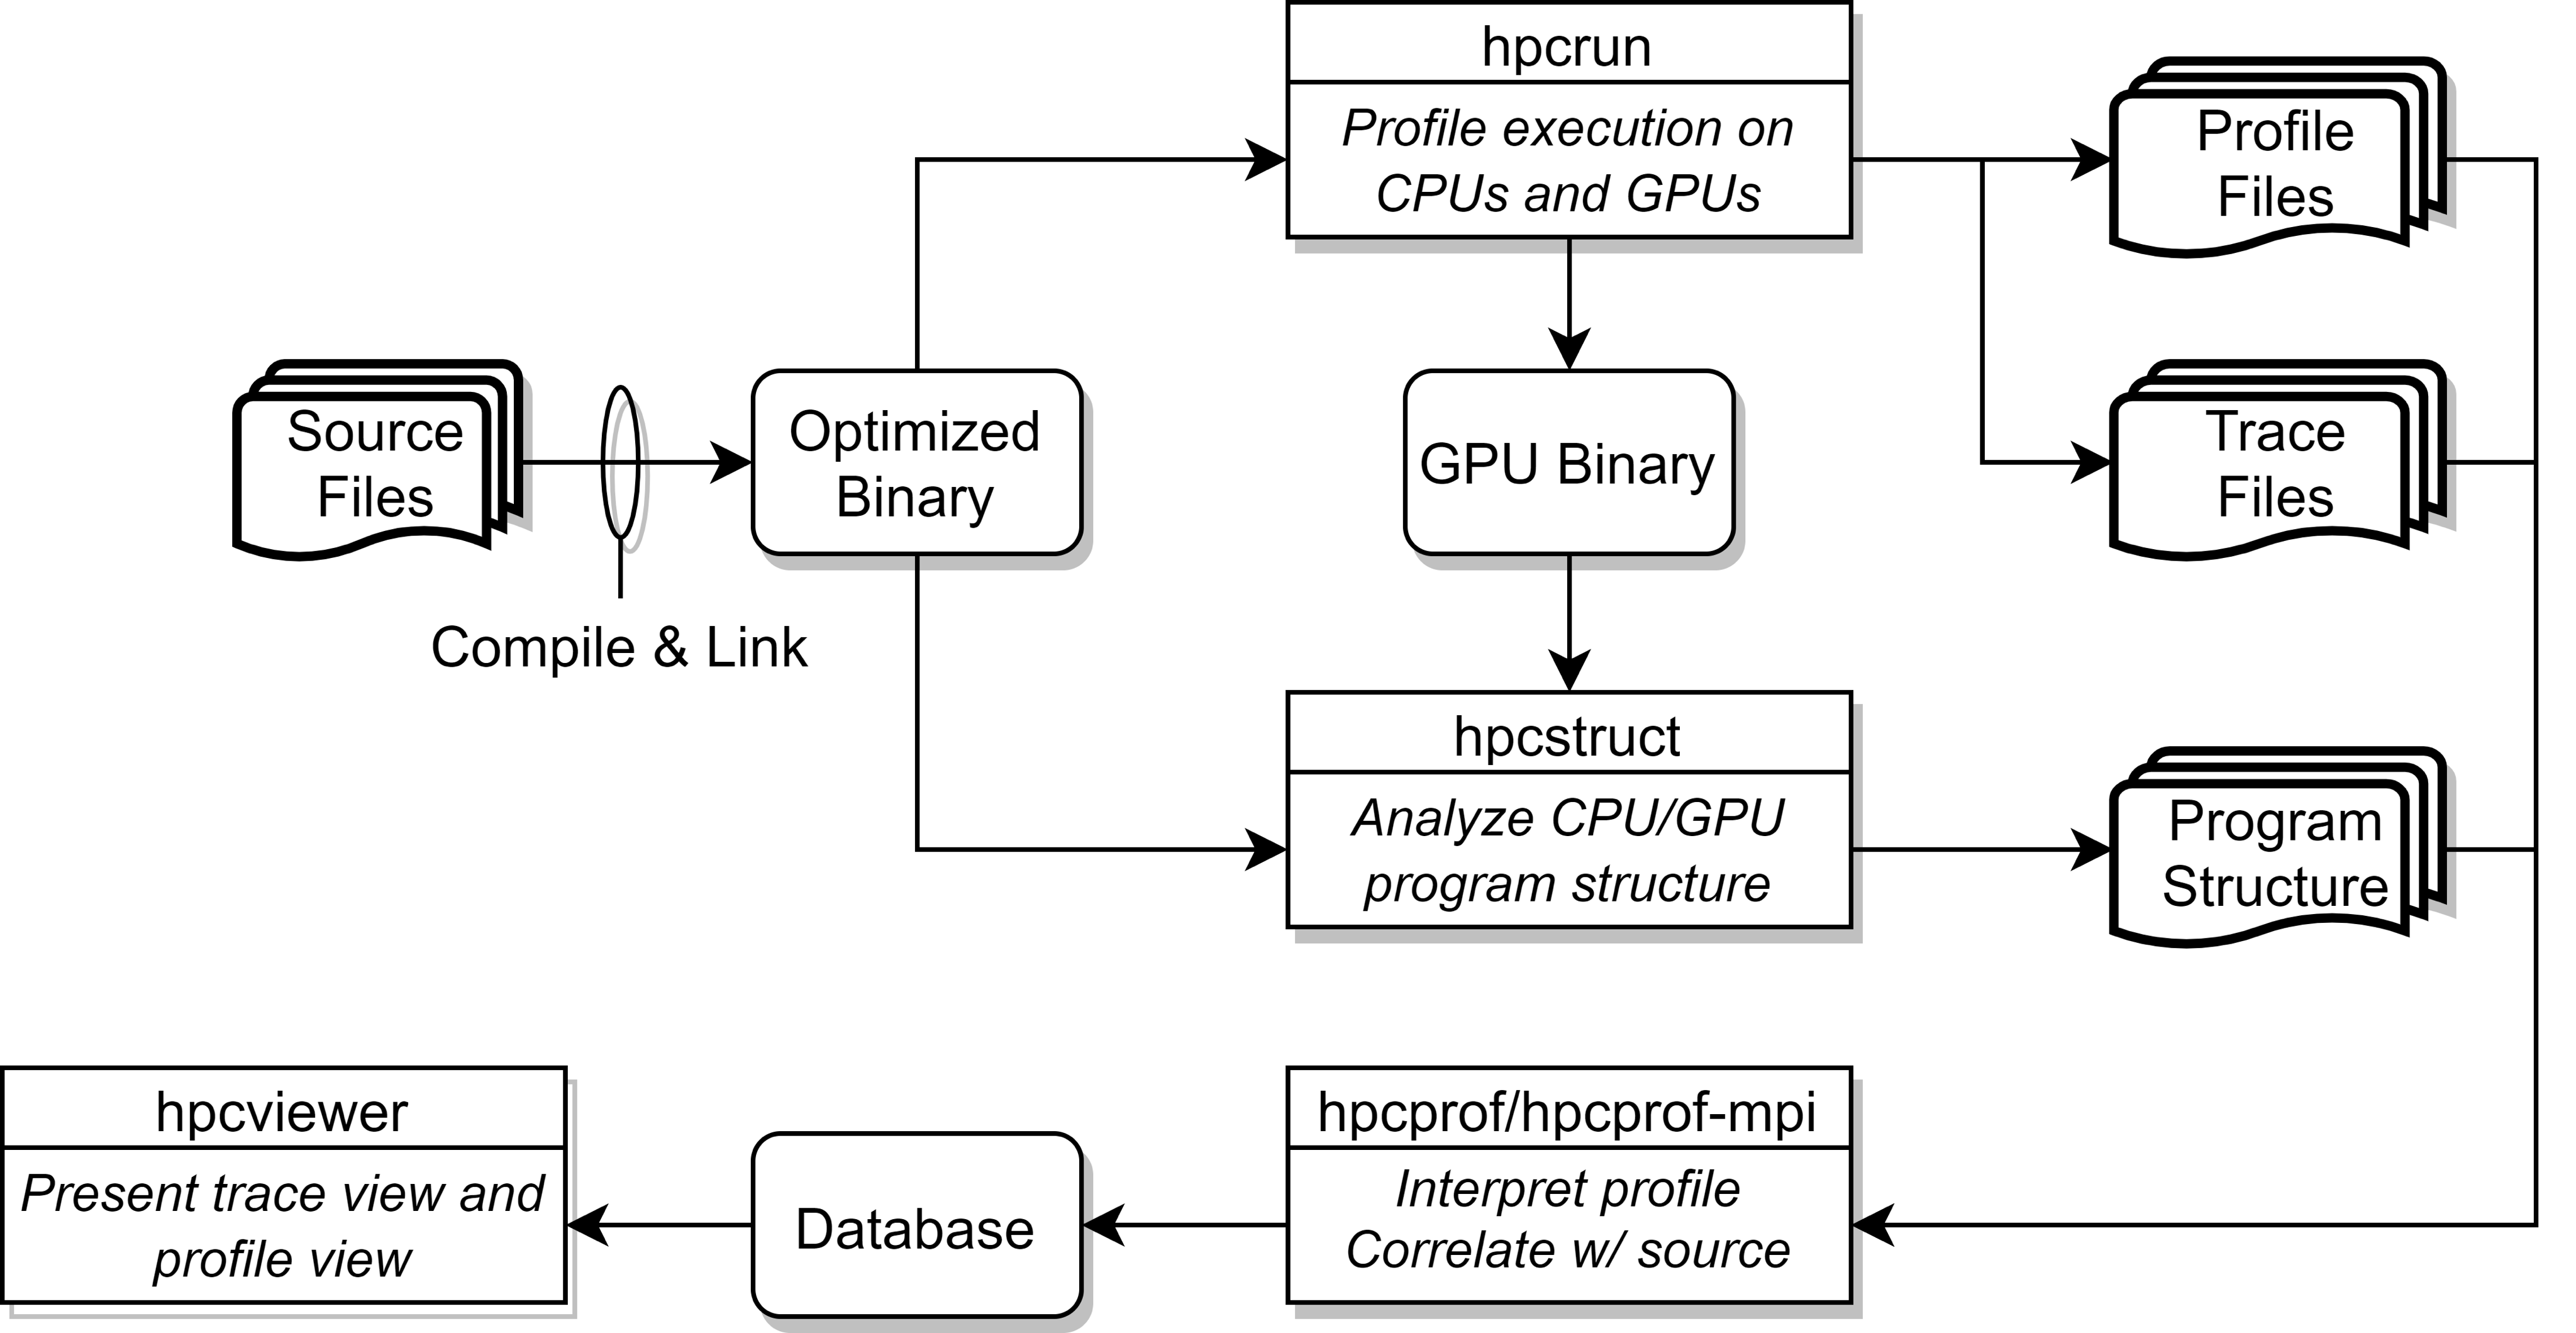 hpcrun
Profile execution on
CPUs and GPUs
Profile
Files
Source
Files
Compile & Link
Optimized
Binary
GPU Binary
Trace
Files
hpcstruct
Analyze CPU/GPU
program structure
Program
Structure
hpcviewer
Present trace view and
profile view
Database
hpcprof/hpcprof-mpi
Interpret profile
Correlate w/ source